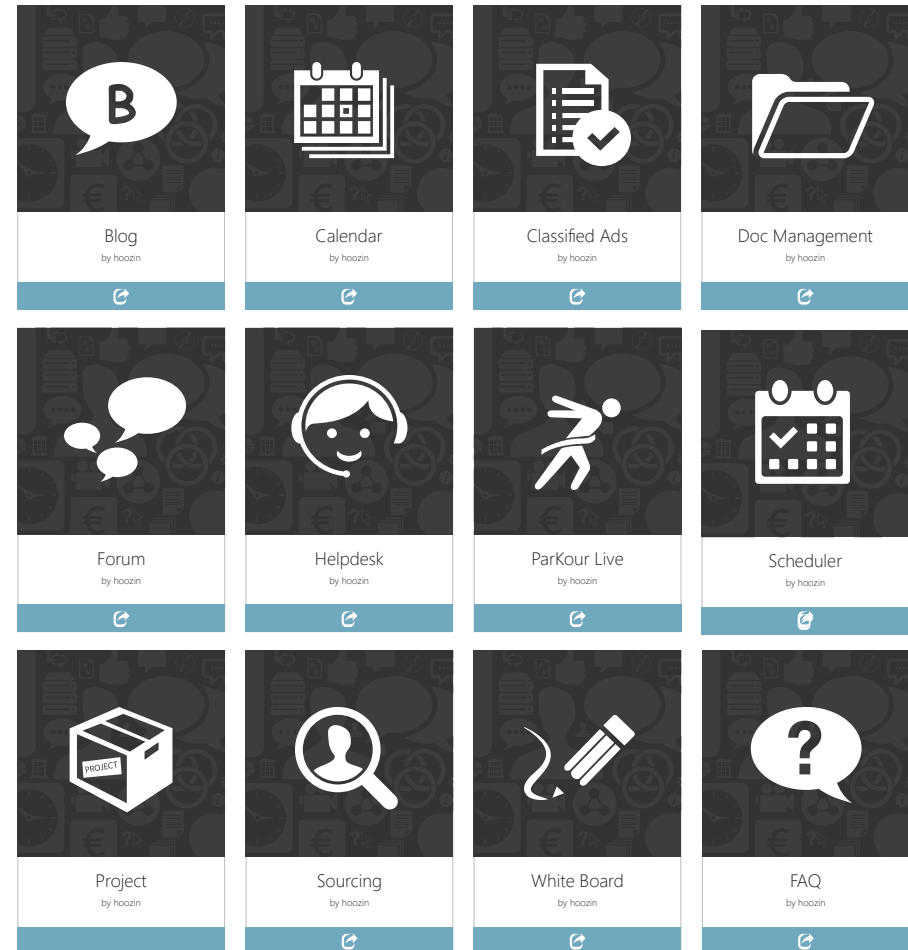 B
Blog
by hoozin
Calendar
by hoozin
Classified Ads
by hoozin
Doc Management
by hoozin
Forum
by hoozin
Helpdesk
by hoozin
ParKour Live
by hoozin
Scheduler
by hoozin
PROJECT
Project
by hoozin
Sourcing
by hoozin
White Board
by hoozin
?
FAQ
by hoozin